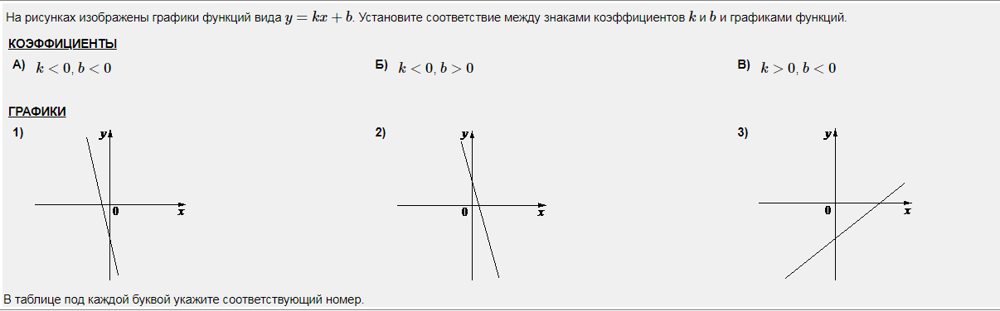 На рисунках изображены графики функций вида y = kx + b. Установите соответствие между знаками коэффициентов k и b и графиками функций.
КОЭФФИЦИЕНТЫ
А) k < 0, b < 0 Б) k < 0, b > 0 В) k > 0, b < 0
ГРАФИКИ
1) 2) 3)
y y y
0 x 0 x 0 x
В таблице под каждой буквой укажите соответствующий номер.